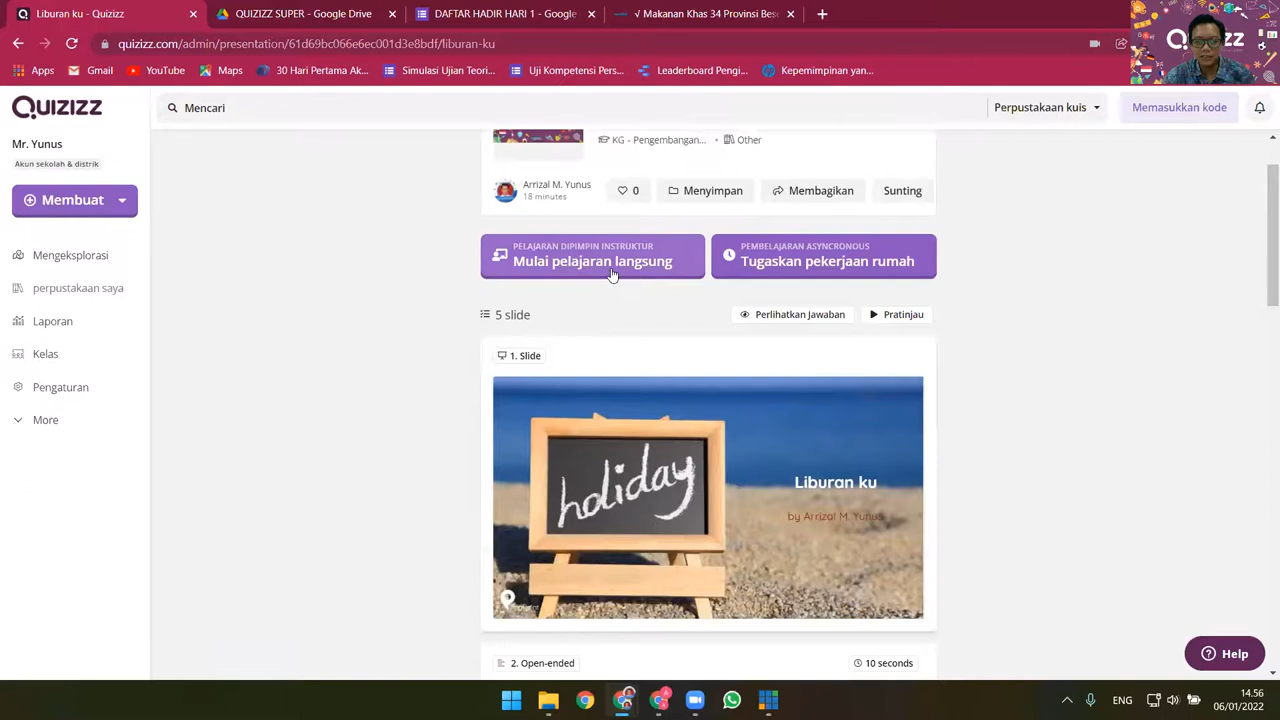 Liburan ku - Quizizz
QUIZIZZ SUPER - Google Drive
DAFTAR HADIR HARI 1 - Google
√ Makanan Khas 34 Provinsi Bes
quizizz.com/admin/presentation/61d69bc066e6ec001d3e8bdf/liburan-ku
QUIZIZZ
Apps
Gmail
YouTube
Maps
30 Hari Pertama Ak...
Simulasi Ujian Teori...
Uji Kompetensi Pers...
Leaderboard Pengi...
Kepemimpinan yan...
QUIZIZZ
Mencari
Perpustakaan kuis
Memasukkan kode
Mr. Yunus
Akun sekolah & distrik
Membuat
Mengeksplorasi
perpustakaan saya
Laporan
Kelas
Pengaturan
More
KG - Pengembangan...
Other
Arrizal M. Yunus
18 minutes
0
Menyimpan
Membagikan
Sunting
PELAJARAN DIPIMPIN INSTRUKTUR
Mulai pelajaran langsung
PEMBELAJARAN ASYNCRONOUS
Tugaskan pekerjaan rumah
5 slide
Perlihatkan Jawaban
Pratinjau
1. Slide
holiday
Liburan ku
by Arrizal M. Yunus
2. Open-ended
10 seconds
Help
ENG
14.56
06/01/2022